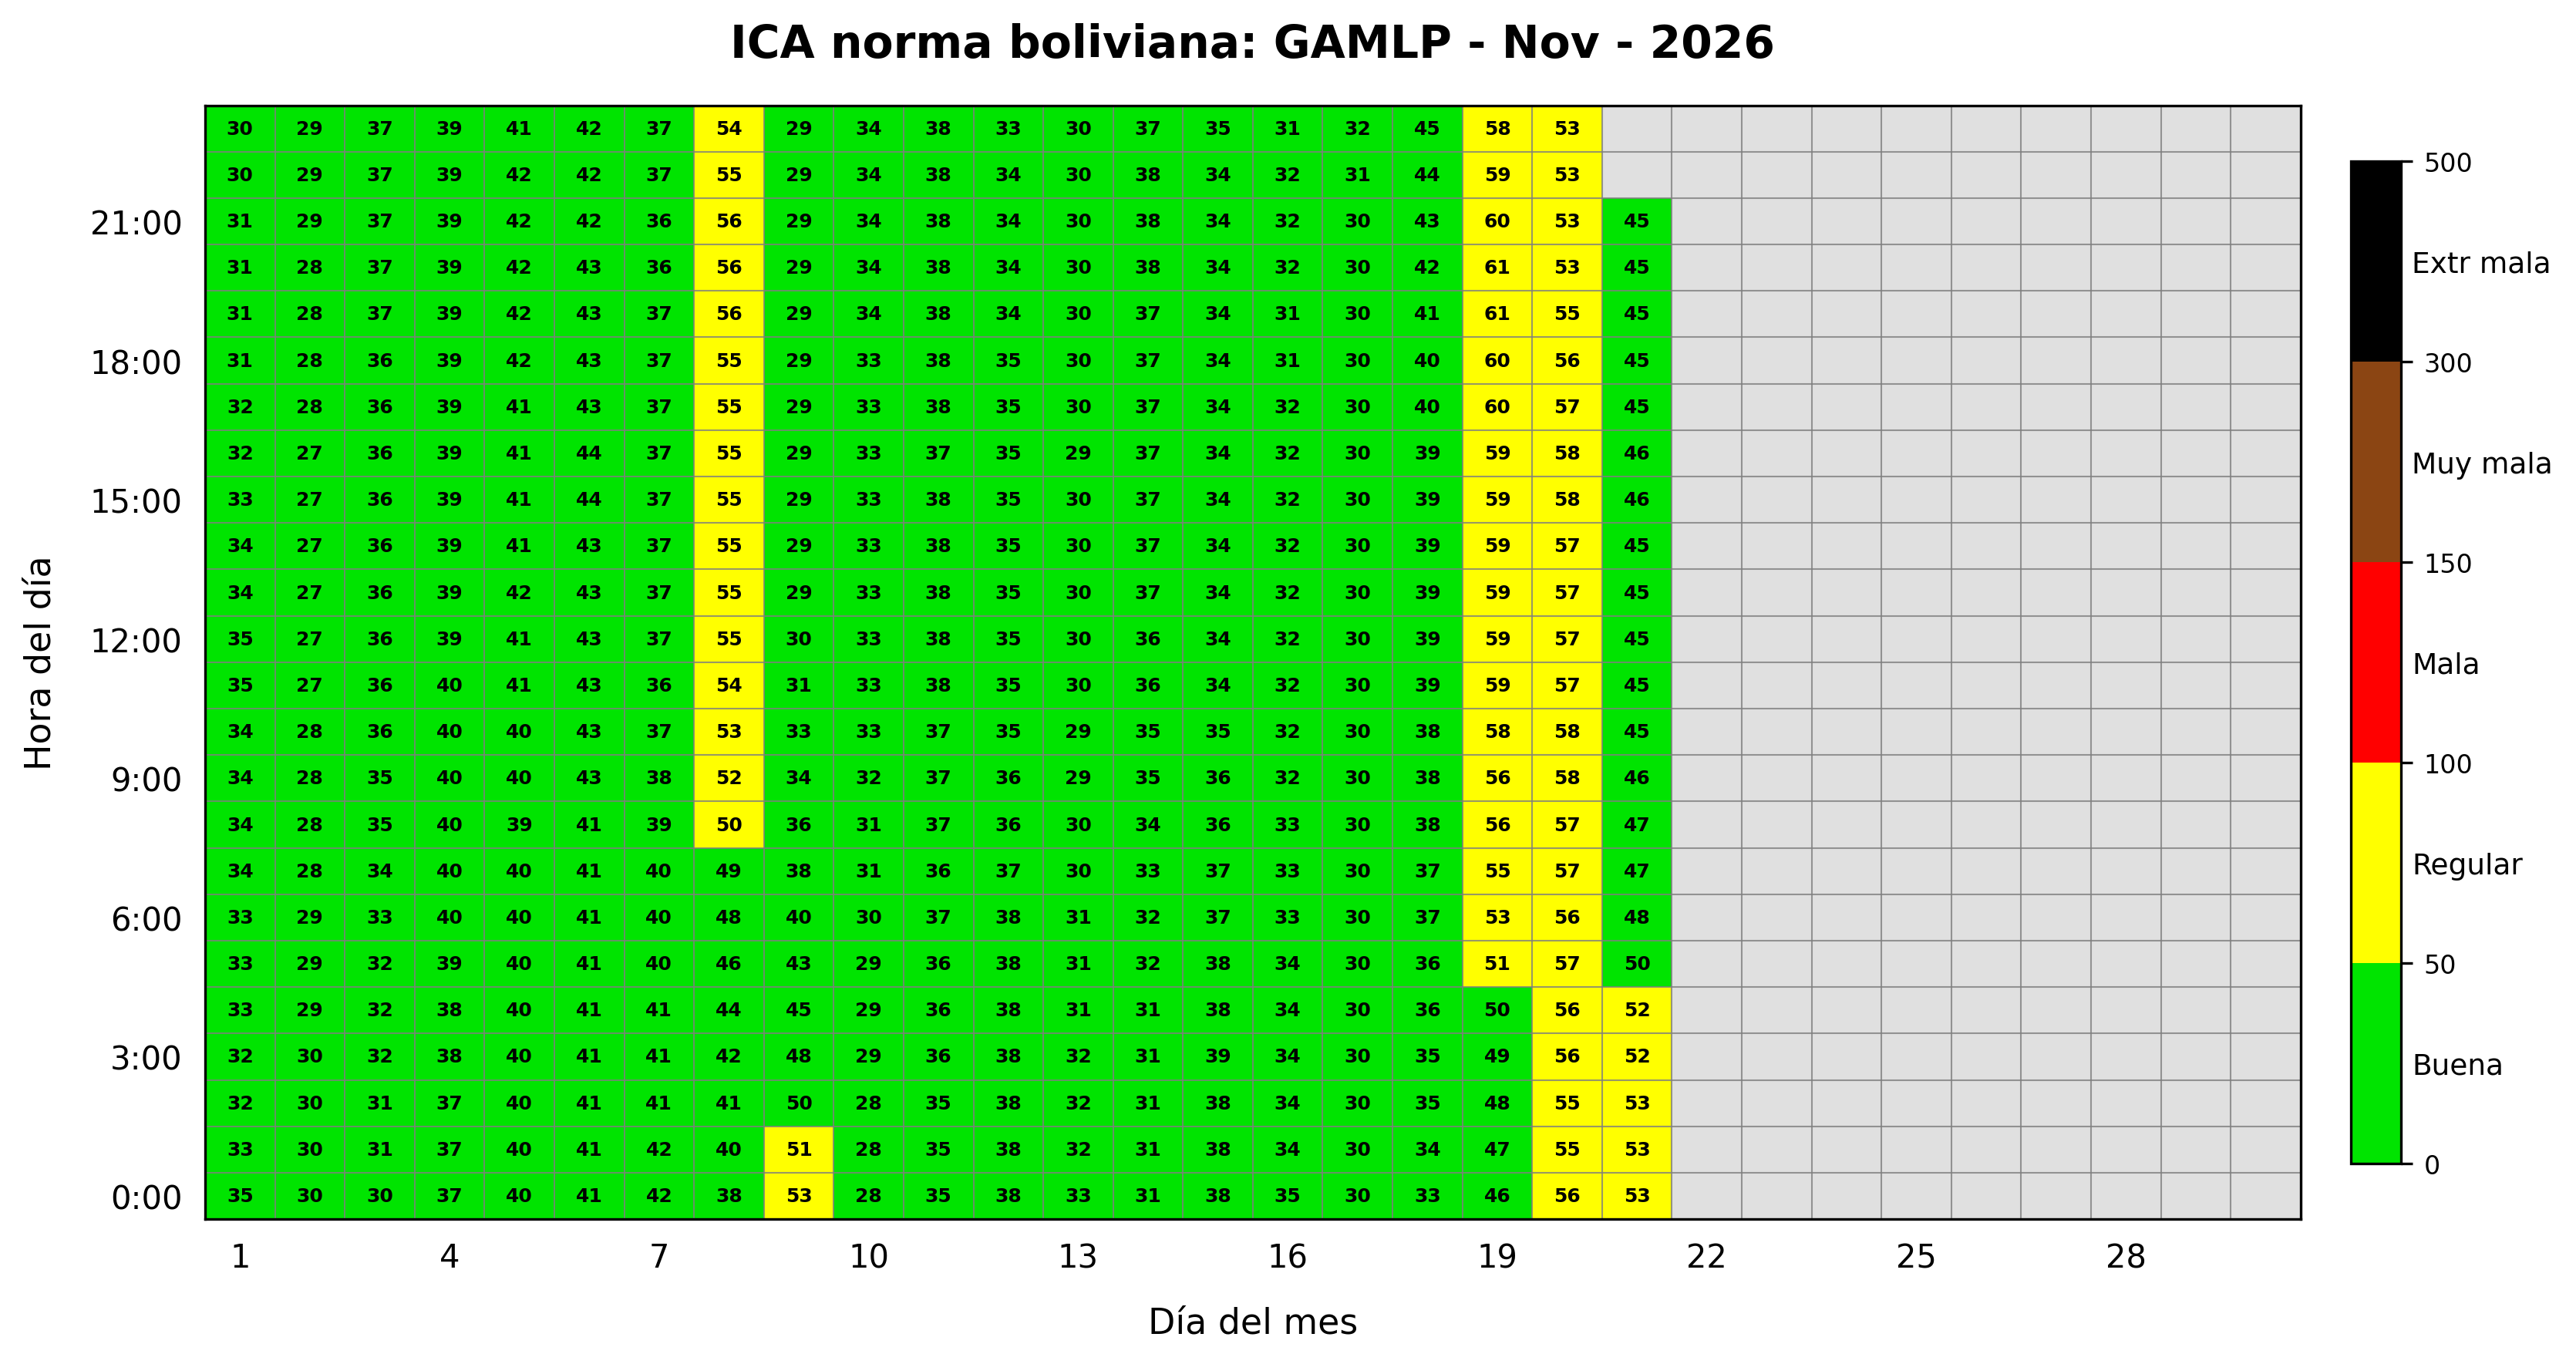 ICA norma boliviana: GAMLP - Nov - 2026
30 29 37 39 41 42 37 54 29 34 38 33 30 37 35 31 32 45 58 53
30 29 37 39 42 42 37 55 29 34 38 34 30 38 34 32 31 44 59 53
21:00 31 29 37 39 42 42 36 56 29 34 38 34 30 38 34 32 30 43 60 53 45
31 28 37 39 42 43 36 56 29 34 38 34 30 38 34 32 30 42 61 53 45
31 28 37 39 42 43 37 56 29 34 38 34 30 37 34 31 30 41 61 55 45
18:00 31 28 36 39 42 43 37 55 29 33 38 35 30 37 34 31 30 40 60 56 45
32 28 36 39 41 43 37 55 29 33 38 35 30 37 34 32 30 40 60 57 45
32 27 36 39 41 44 37 55 29 33 37 35 29 37 34 32 30 39 59 58 46
15:00 33 27 36 39 41 44 37 55 29 33 38 35 30 37 34 32 30 39 59 58 46
34 27 36 39 41 43 37 55 29 33 38 35 30 37 34 32 30 39 59 57 45
34 27 36 39 42 43 37 55 29 33 38 35 30 37 34 32 30 39 59 57 45
12:00 35 27 36 39 41 43 37 55 30 33 38 35 30 36 34 32 30 39 59 57 45
35 27 36 40 41 43 36 54 31 33 38 35 30 36 34 32 30 39 59 57 45
34 28 36 40 40 43 37 53 33 33 37 35 29 35 35 32 30 38 58 58 45
9:00 34 28 35 40 40 43 38 52 34 32 37 36 29 35 36 32 30 38 56 58 46
34 28 35 40 39 41 39 50 36 31 37 36 30 34 36 33 30 38 56 57 47
34 28 34 40 40 41 40 49 38 31 36 37 30 33 37 33 30 37 55 57 47
6:00 33 29 33 40 40 41 40 48 40 30 37 38 31 32 37 33 30 37 53 56 48
33 29 32 39 40 41 40 46 43 29 36 38 31 32 38 34 30 36 51 57 50
33 29 32 38 40 41 41 44 45 29 36 38 31 31 38 34 30 36 50 56 52
3:00 32 30 32 38 40 41 41 42 48 29 36 38 32 31 39 34 30 35 49 56 52
32 30 31 37 40 41 41 41 50 28 35 38 32 31 38 34 30 35 48 55 53
33 30 31 37 40 41 42 40 51 28 35 38 32 31 38 34 30 34 47 55 53
0:00 35 30 30 37 40 41 42 38 53 28 35 38 33 31 38 35 30 33 46 56 53
1 4 7 10 13 16 19 22 25 28
Día del mes
Hora del día
500
Extr mala
300
Muy mala
150
Mala
100
Regular
50
Buena
0